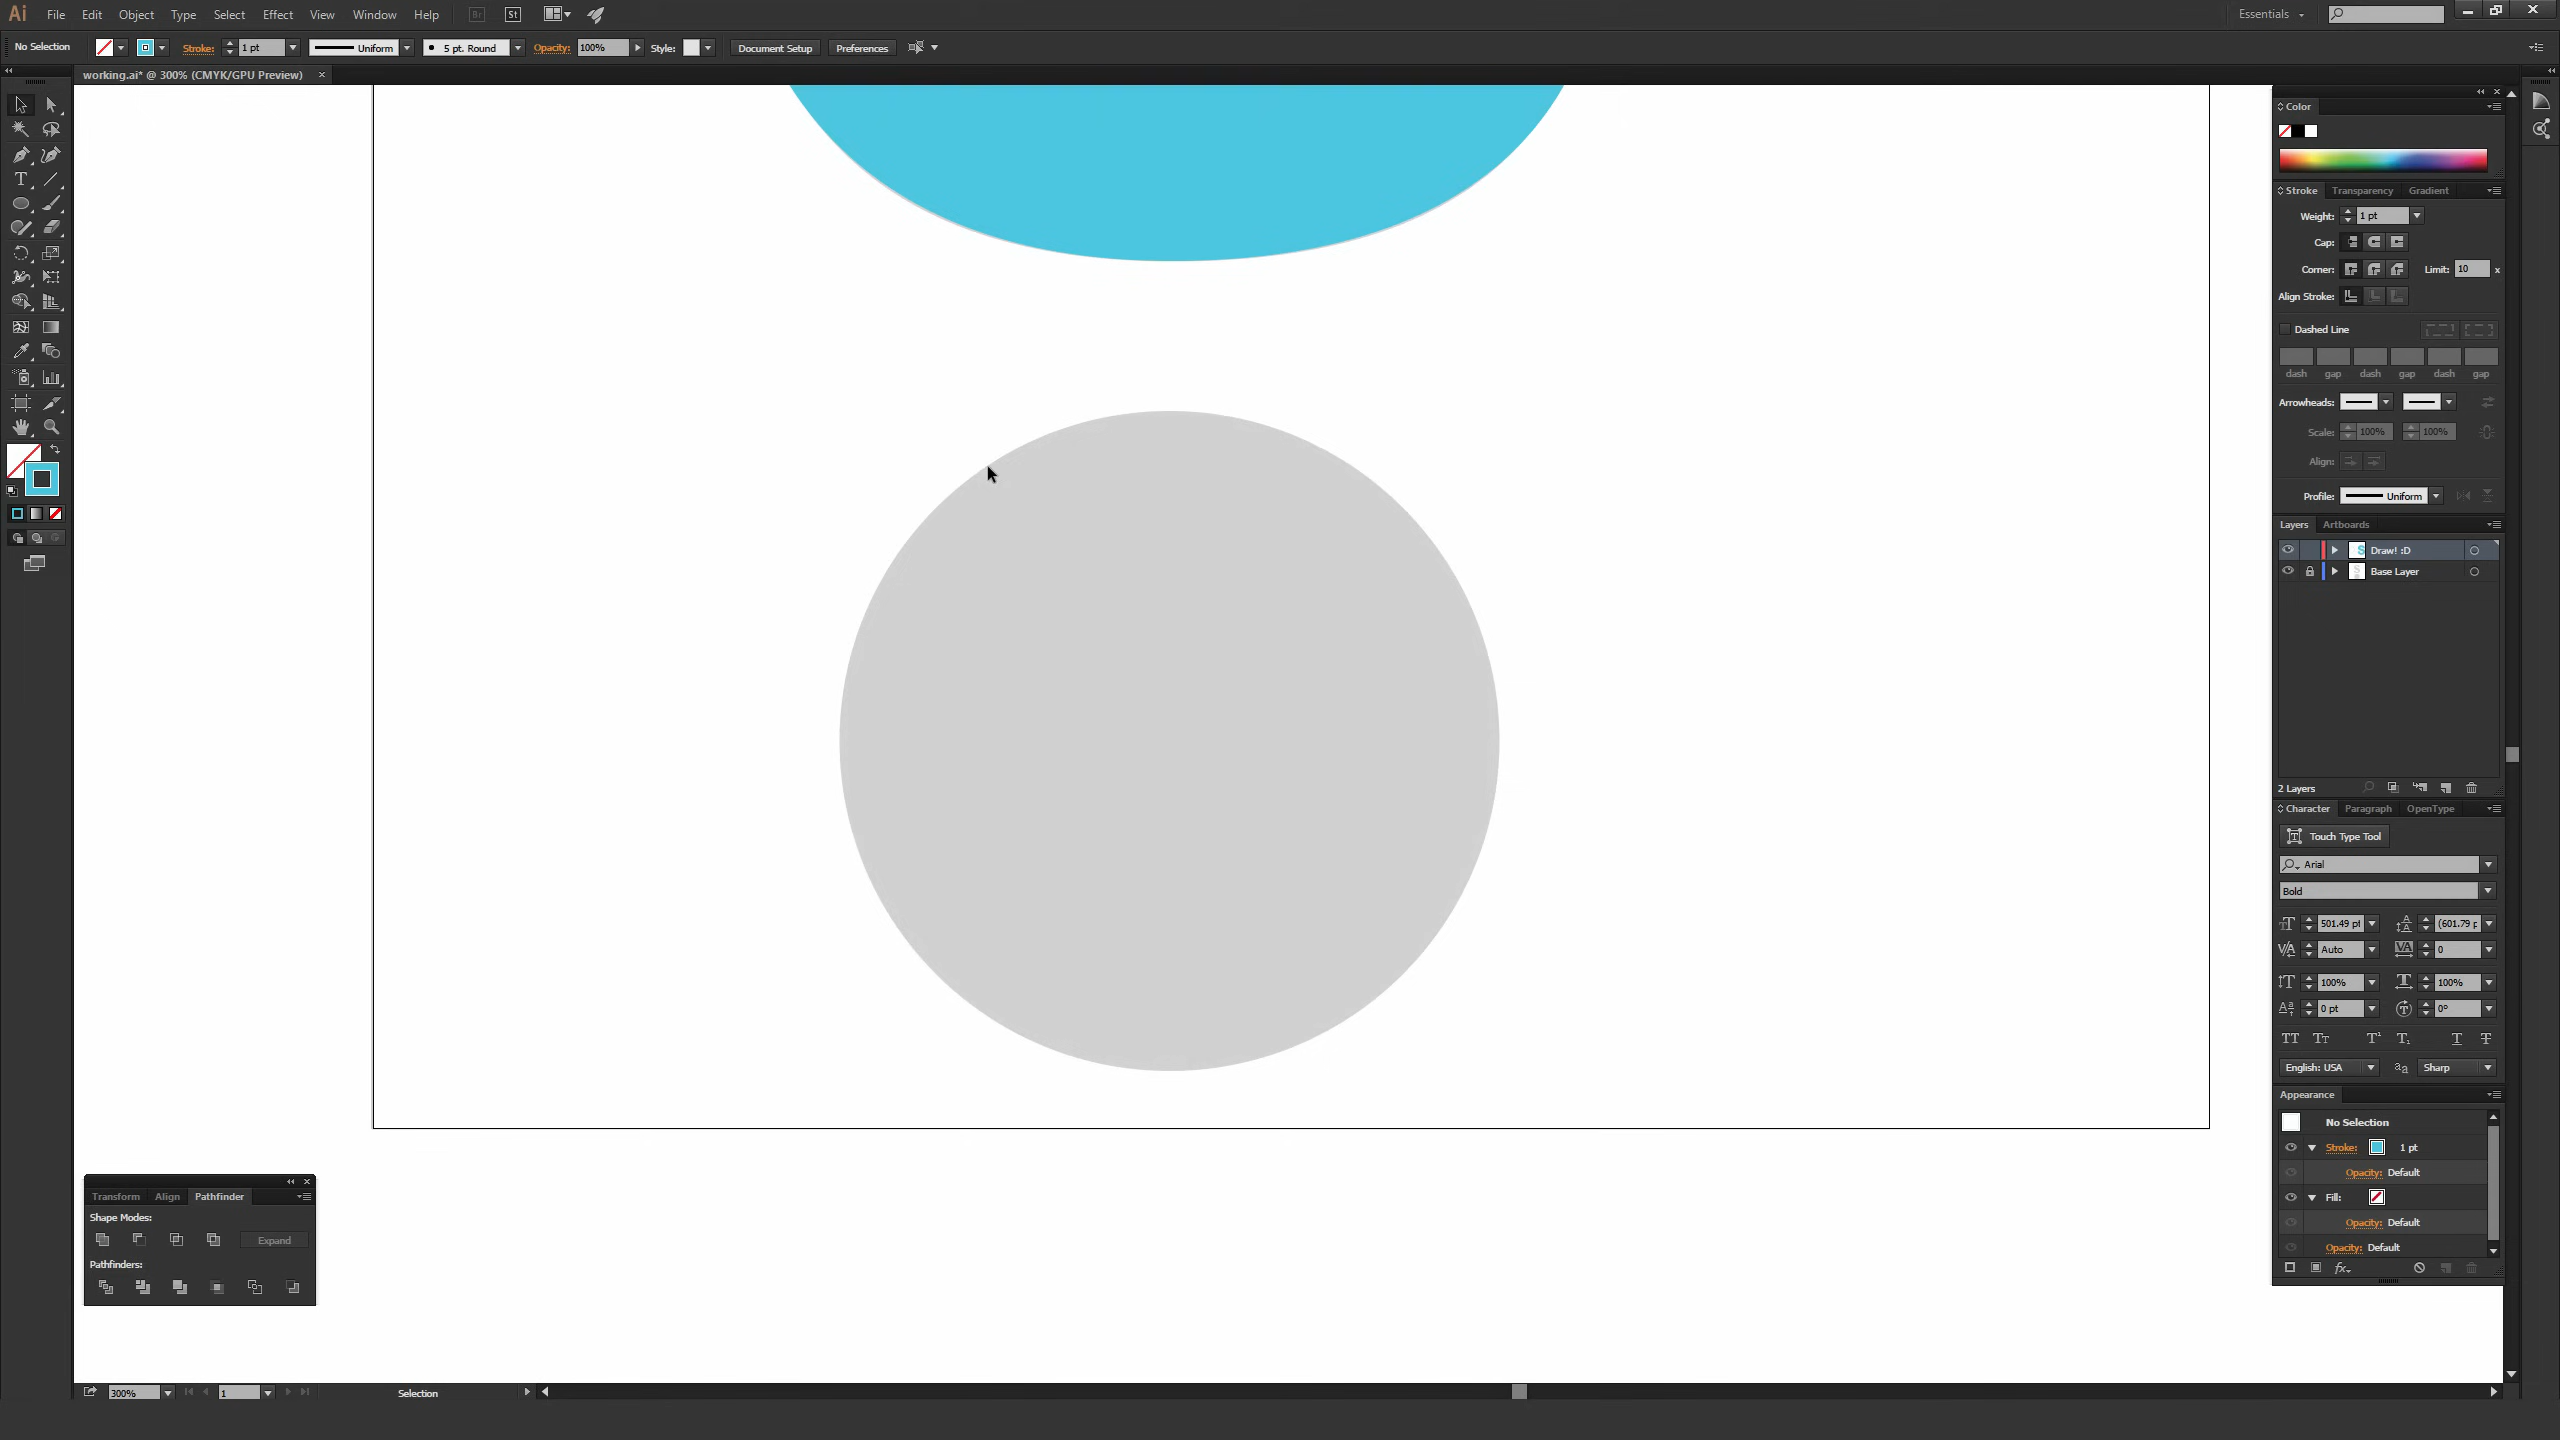 Ai File Edit Object Type Select Effect View Window Help Br St Essentials
No Selection Stroke: 1 pt Uniform 5 pt. Round Opacity: 100% Style: Document Setup Preferences
working.ai* @ 300% (CMYK/GPU Preview)
Color
Stroke Transparency Gradient
Weight: 1 pt
Cap:
Corner: Limit: 10 x
Align Stroke:
Dashed Line
dash gap dash gap dash gap
Arrowheads:
Scale: 100% 100%
Align:
Profile: Uniform
Layers Artboards
Draw! :D
Base Layer
2 Layers
Character Paragraph OpenType
Touch Type Tool
Arial
Bold
501.49 pt (601.79 p
Auto 0
100% 100%
0 pt 0°
English: USA Sharp
Appearance
No Selection
Stroke: 1 pt
Opacity: Default
Fill:
Opacity: Default
Opacity: Default
fx
Transform Align Pathfinder
Shape Modes:
Expand
Pathfinders:
300% 1 Selection